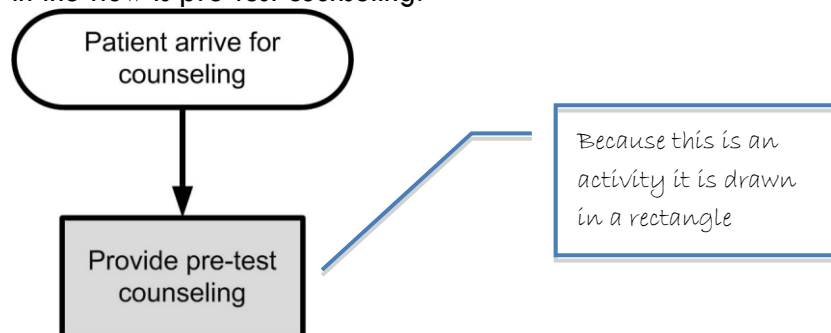 in the flow is pre-test counseling.
Patient arrive for
counseling
Because this is an
activity it is drawn
in a rectangle
Provide pre-test
counseling